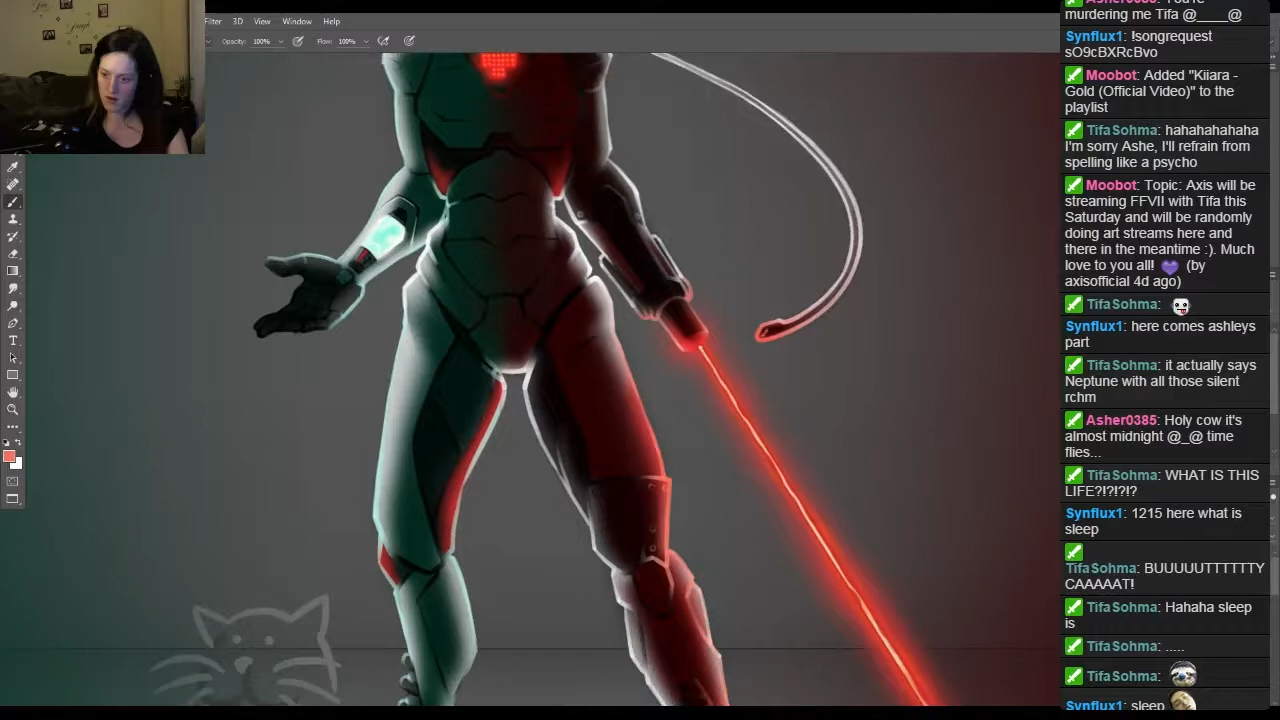 Filter 3D View Window Help
Opacity: 100% Flow: 100%
murdering me Tifa @____@
Synflux1: !songrequest
sO9cBXRcBvo
Moobot: Added "Kiiara -
Gold (Official Video)" to the
playlist
TifaSohma: hahahahahaha
I'm sorry Ashe, I'll refrain from
spelling like a psycho
Moobot: Topic: Axis will be
streaming FFVII with Tifa this
Saturday and will be randomly
doing art streams here and
there in the meantime :). Much
love to you all! (by
axisofficial 4d ago)
TifaSohma:
Synflux1: here comes ashleys
part
TifaSohma: it actually says
Neptune with all those silent
rchm
Asher0385: Holy cow it's
almost midnight @_@ time
flies...
TifaSohma: WHAT IS THIS
LIFE?!?!?!?
Synflux1: 1215 here what is
sleep
TifaSohma: BUUUUUTTTTTY
CAAAAAT!
TifaSohma: Hahaha sleep
is
TifaSohma: .....
TifaSohma:
Synflux1: sleep